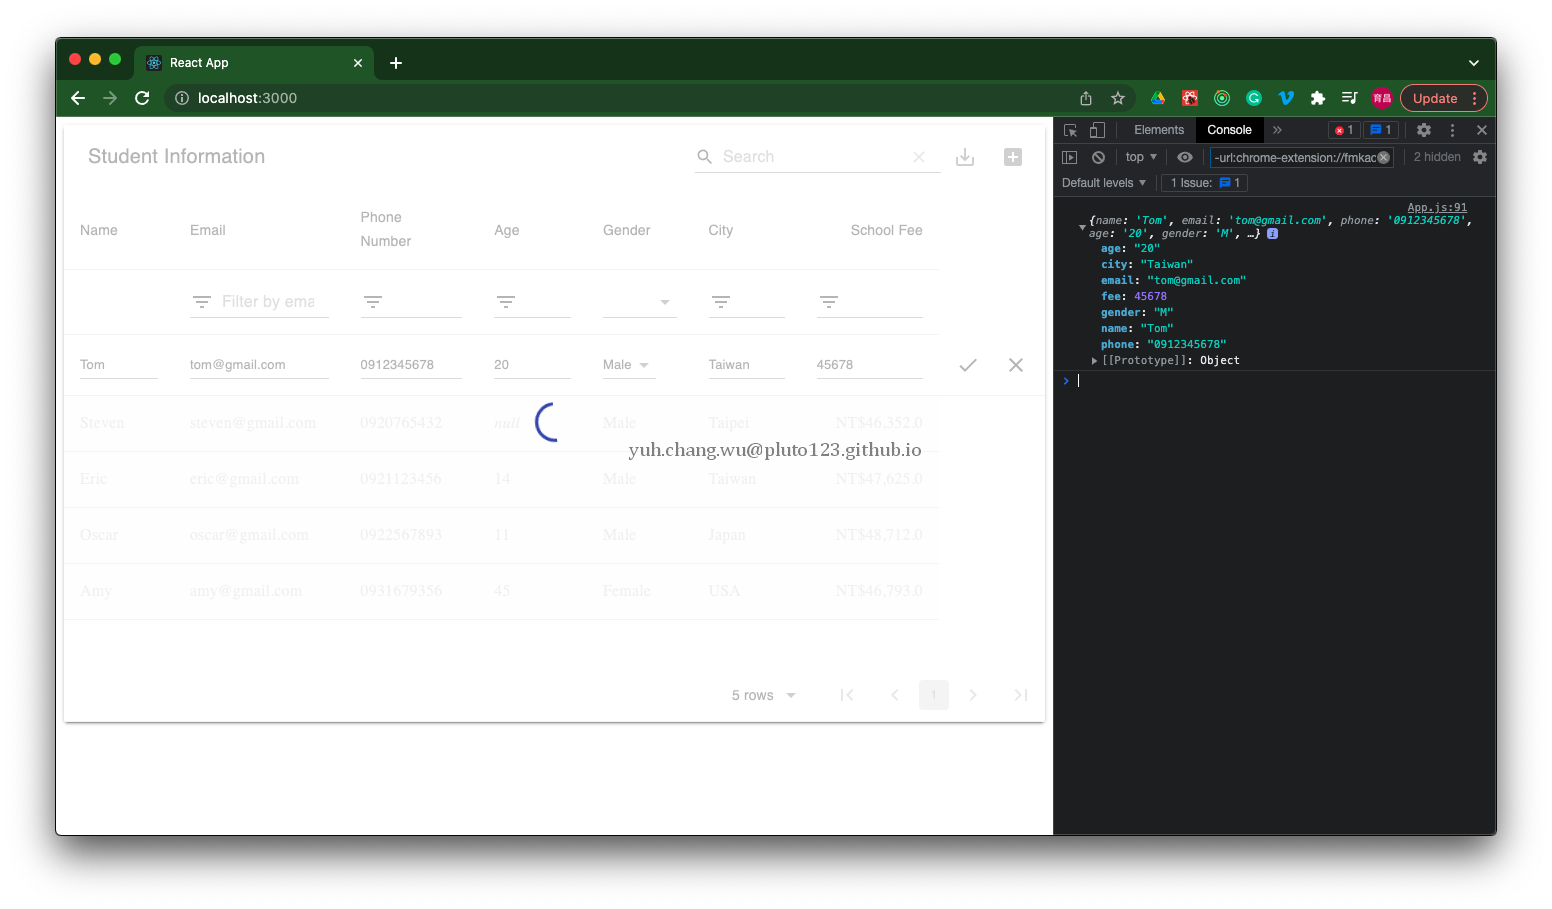 React App
localhost:3000
育昌
Update
Student Information
Search
Name Email Phone Number Age Gender City School Fee
Filter by ema
Tom tom@gmail.com 0912345678 20 Male Taiwan 45678
Steven steven@gmail.com 0920765432 null Male Taipei NT$46,352.0
yuh.chang.wu@pluto123.github.io
Eric eric@gmail.com 0921123456 14 Male Taiwan NT$47,625.0
Oscar oscar@gmail.com 0922567893 11 Male Japan NT$48,712.0
Amy amy@gmail.com 0931679356 45 Female USA NT$46,793.0
5 rows 1
Elements Console » 1 1
top -url:chrome-extension://fmkac 2 hidden
Default levels 1 Issue: 1
App.js:91
{name: 'Tom', email: 'tom@gmail.com', phone: '0912345678',
age: '20', gender: 'M', …} i
age: "20"
city: "Taiwan"
email: "tom@gmail.com"
fee: 45678
gender: "M"
name: "Tom"
phone: "0912345678"
[[Prototype]]: Object